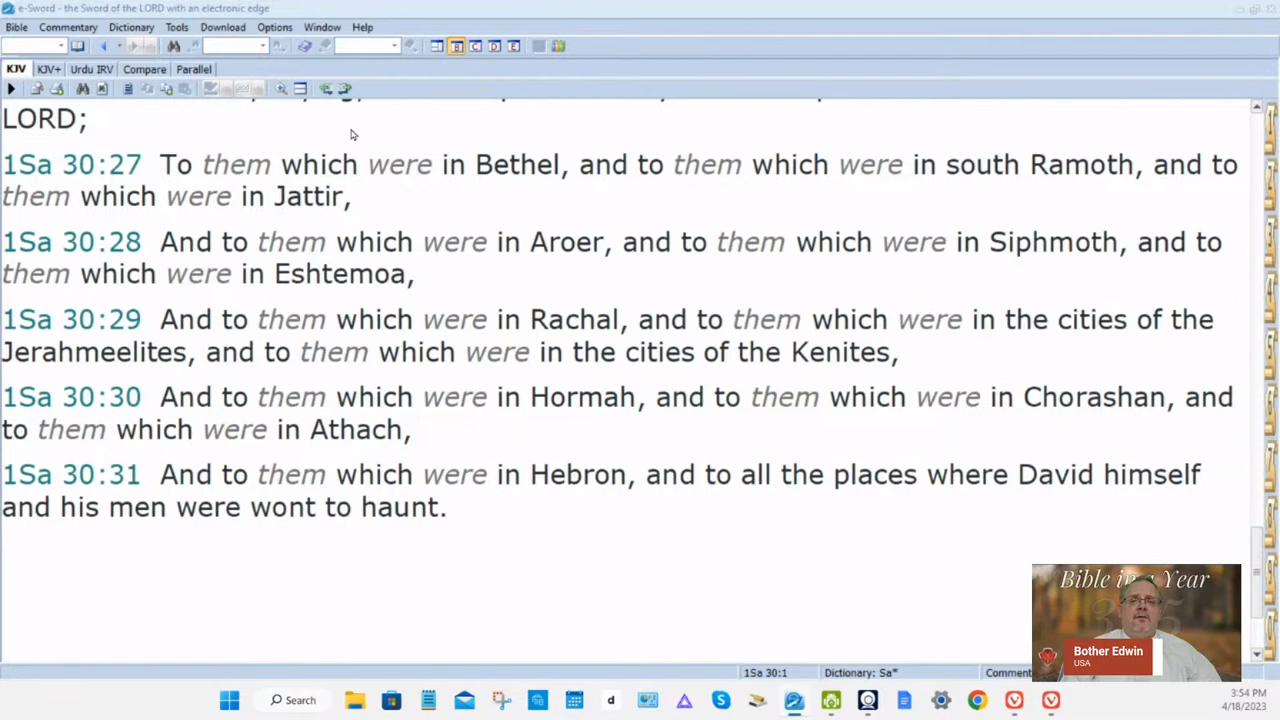 e-Sword - the Sword of the LORD with an electronic edge
Bible Commentary Dictionary Tools Download Options Window Help
B C D E
KJV KJV+ Urdu IRV Compare Parallel
LORD;
1Sa 30:27 To them which were in Bethel, and to them which were in south Ramoth, and to
them which were in Jattir,
1Sa 30:28 And to them which were in Aroer, and to them which were in Siphmoth, and to
them which were in Eshtemoa,
1Sa 30:29 And to them which were in Rachal, and to them which were in the cities of the
Jerahmeelites, and to them which were in the cities of the Kenites,
1Sa 30:30 And to them which were in Hormah, and to them which were in Chorashan, and
to them which were in Athach,
1Sa 30:31 And to them which were in Hebron, and to all the places where David himself
and his men were wont to haunt.
Bible in a Year
Bother Edwin
USA
1Sa 30:1 Dictionary: Sa* Comment
Search
3:54 PM
4/18/2023